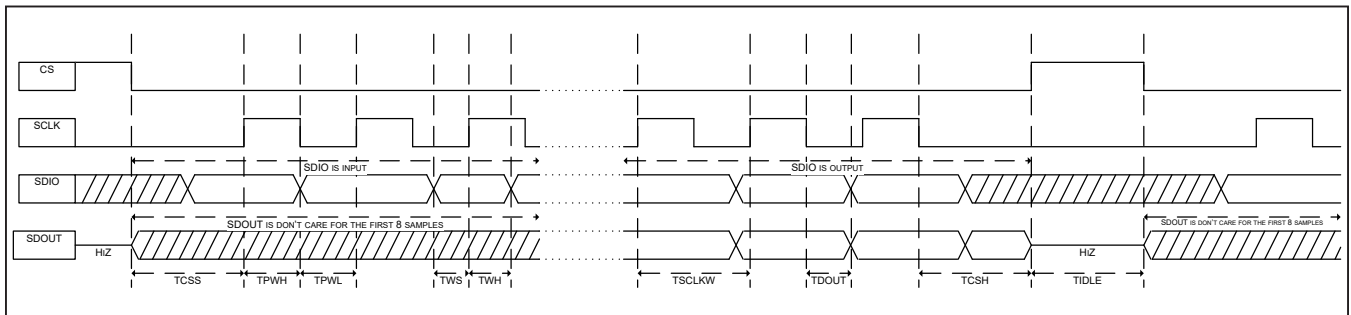 CS
SCLK
SDIO IS INPUT
SDIO IS OUTPUT
SDIO
SDOUT IS DON'T CARE FOR THE FIRST 8 SAMPLES
SDOUT IS DON'T CARE FOR THE FIRST 8 SAMPLES
SDOUT
HIZ
HIZ
TCSS
TPWH
TPWL
TWS
TWH
TSCLKW
TDOUT
TCSH
TIDLE